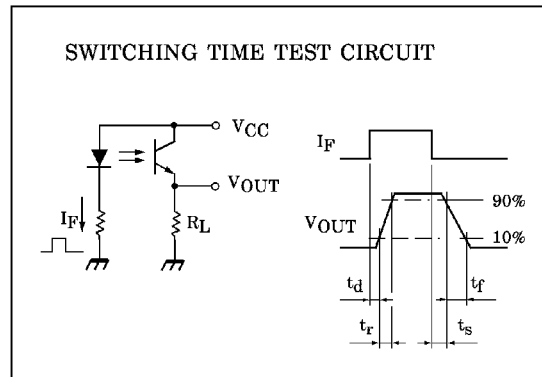 SWITCHING TIME TEST CIRCUIT
VCC
VOUT
IF
RL
IF
90%
VOUT
10%
td
tf
tr
ts